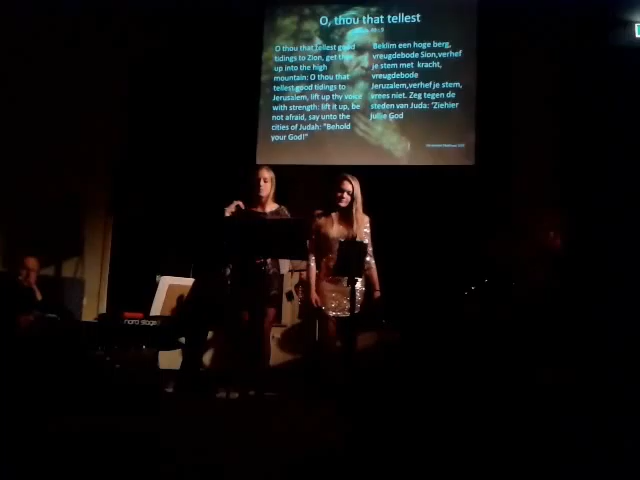 O, thou that tellest
O thou that tellest good
tidings to Zion, get thee
up into the high
mountain: O thou that
tellest good tidings to
Jerusalem, lift up thy voice
with strength: lift it up, be
not afraid, say unto the
cities of Judah: "Behold
your God!"
Beklim een hoge berg,
vreugdebode Sion,verhef
je stem met kracht,
vreugdebode
Jeruzalem,verhef je stem,
vrees niet. Zeg tegen de
steden van Juda: 'Ziehier
jullie God
nord stage